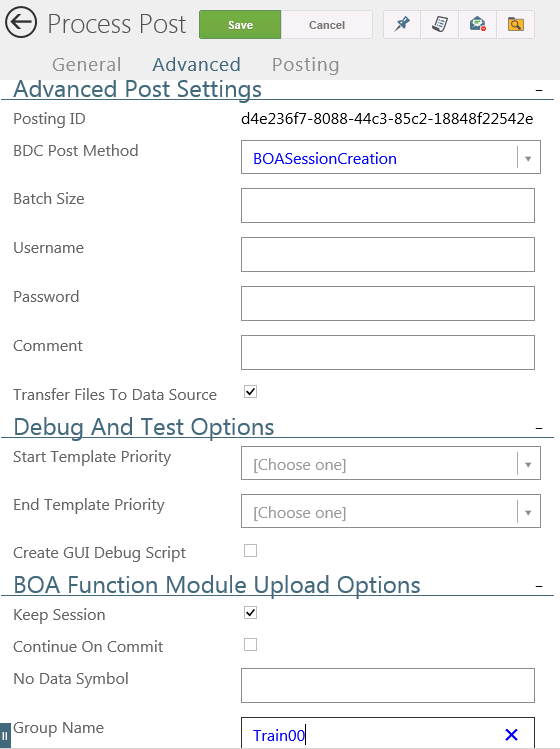 Process Post Save Cancel
General Advanced Posting
Advanced Post Settings
Posting ID d4e236f7-8088-44c3-85c2-18848f22542e
BDC Post Method BOASessionCreation
Batch Size
Username
Password
Comment
Transfer Files To Data Source
Debug And Test Options
Start Template Priority [Choose one]
End Template Priority [Choose one]
Create GUI Debug Script
BOA Function Module Upload Options
Keep Session
Continue On Commit
No Data Symbol
Group Name Train00